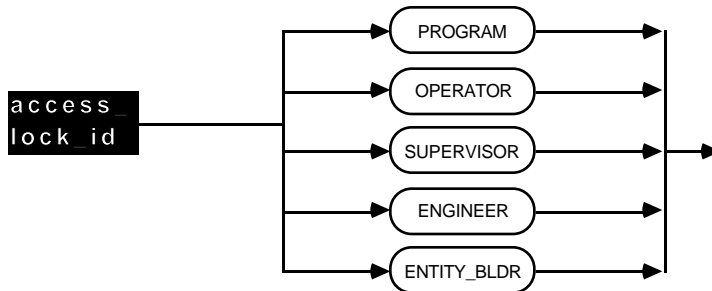 PROGRAM
OPERATOR
access_
lock_id
SUPERVISOR
ENGINEER
ENTITY_BLDR